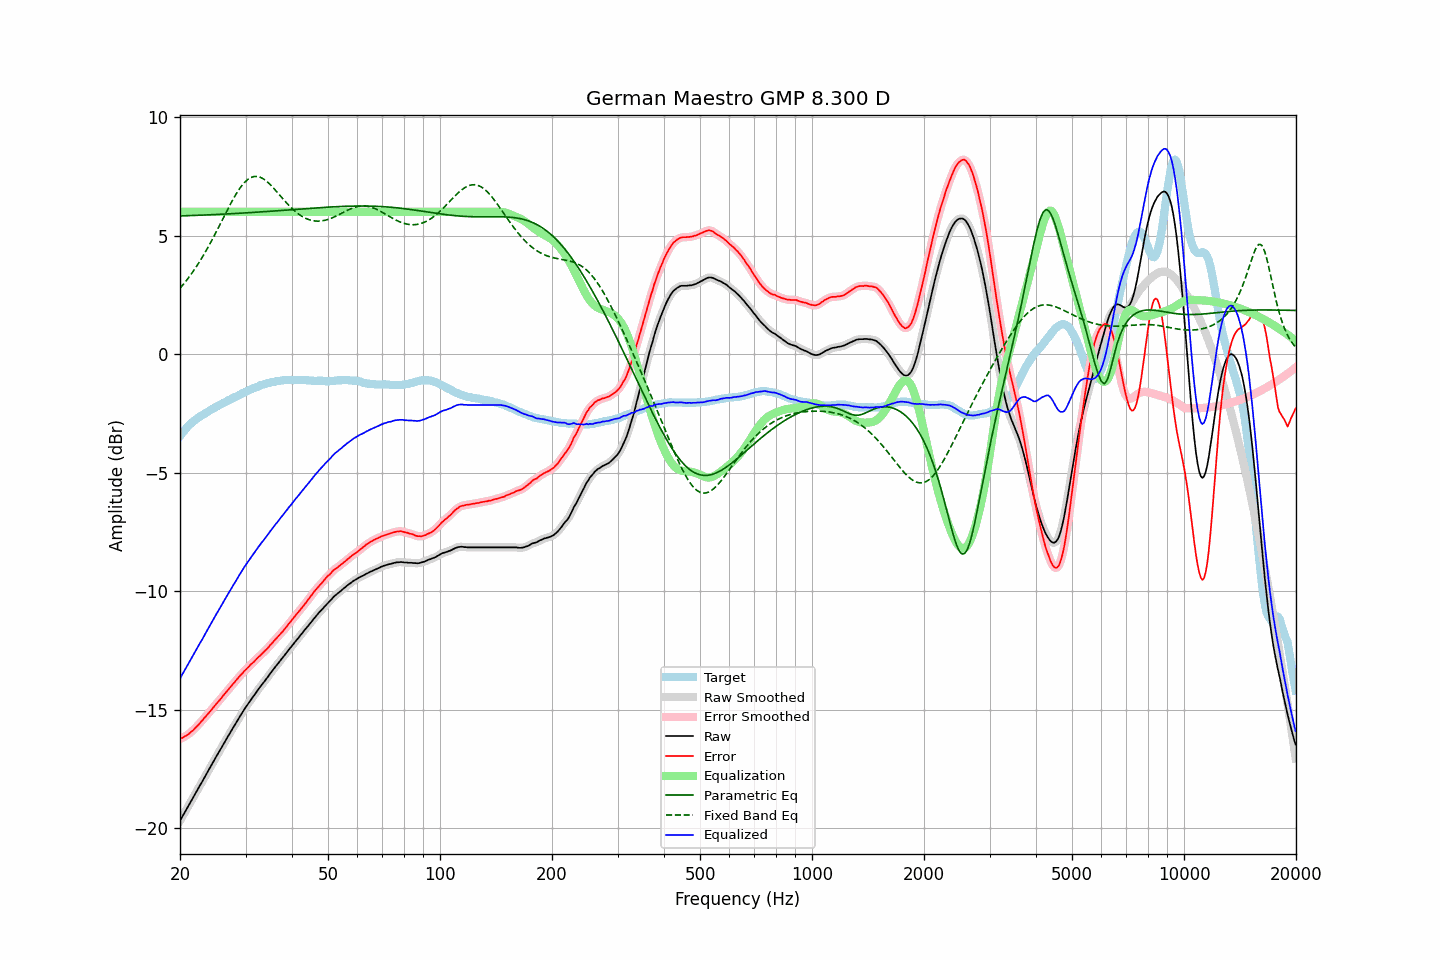 German Maestro GMP 8.300 D
10
5
0
−5
−10
−15
−20
Amplitude (dBr)
Target
Raw Smoothed
Error Smoothed
Raw
Error
Equalization
Parametric Eq
Fixed Band Eq
Equalized
20 50 100 200 500 1000 2000 5000 10000 20000
Frequency (Hz)